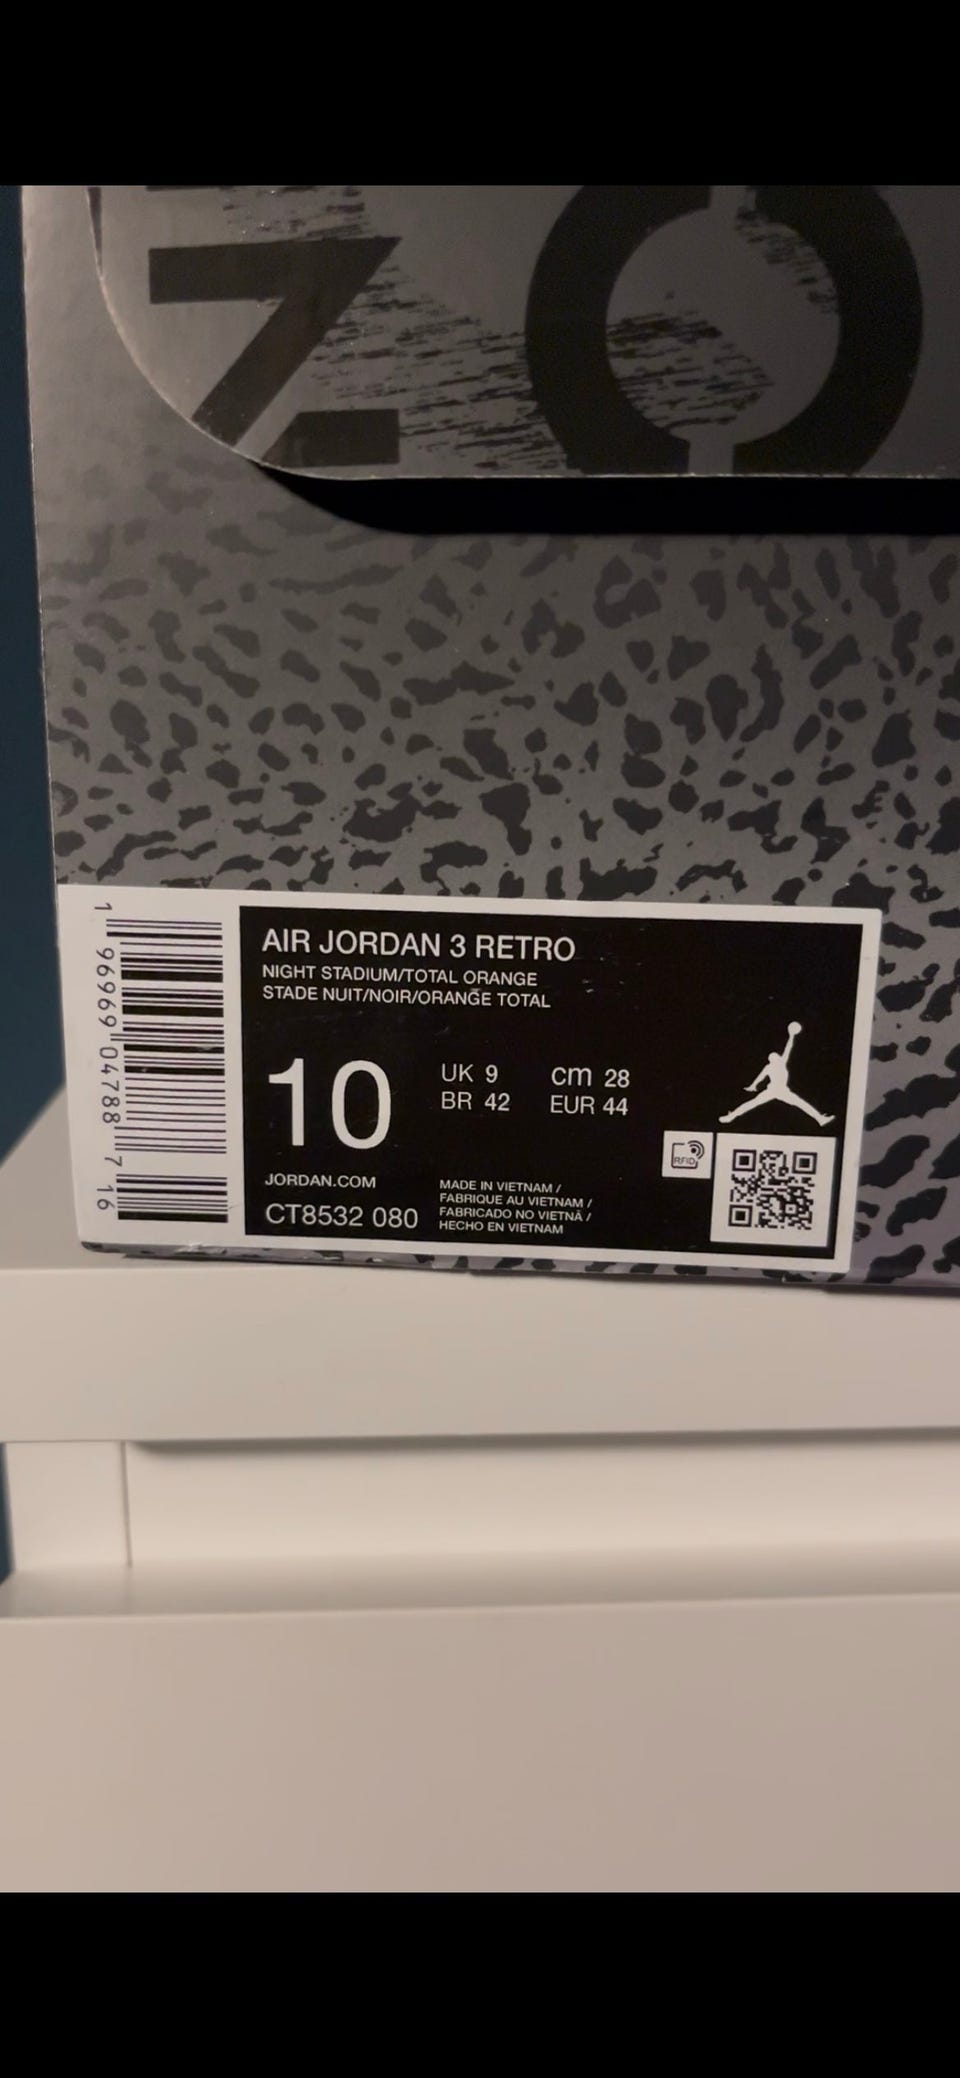 ZO
AIR JORDAN 3 RETRO
NIGHT STADIUM/TOTAL ORANGE
STADE NUIT/NOIR/ORANGE TOTAL
10
UK 9
cm 28
BR 42
EUR 44
RFID
JORDAN.COM
CT8532 080
MADE IN VIETNAM /
FABRIQUE AU VIETNAM /
FABRICADO NO VIETNÃ /
HECHO EN VIETNAM
1 96969 04788 7 16